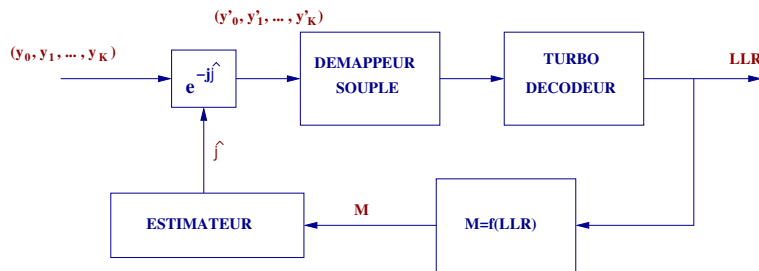 (y'0, y'1, ... , y'K)
(y0, y1, ... , yK)
e^-jĵ
DEMAPPEUR
SOUPLE
TURBO
DECODEUR
LLR
ĵ
ESTIMATEUR
M
M=f(LLR)